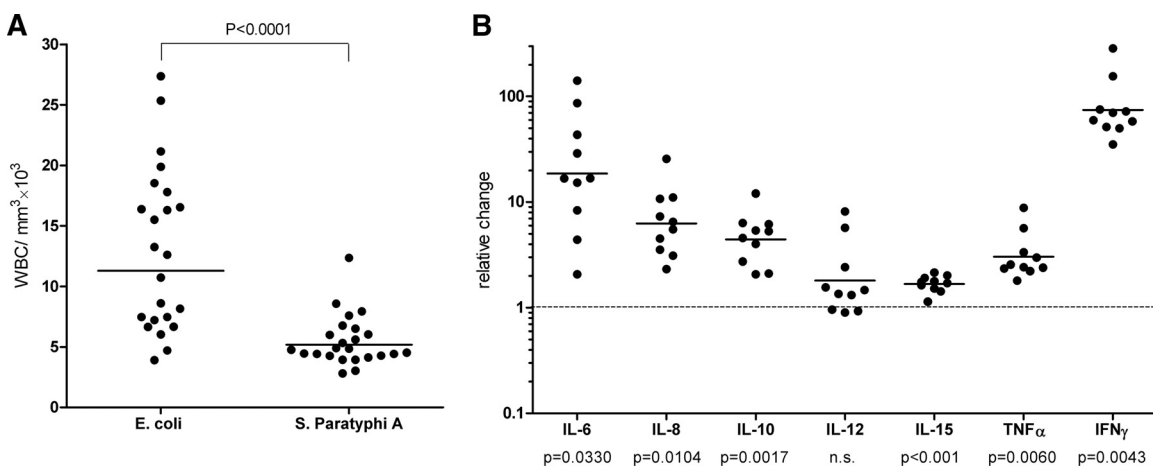 A
P<0.0001
WBC/ mm³×10³
30
25
20
15
10
5
0
E. coli
S. Paratyphi A
B
relative change
100
10
1
0.1
IL-6
IL-8
IL-10
IL-12
IL-15
TNFα
IFNγ
p=0.0330
p=0.0104
p=0.0017
n.s.
p<0.001
p=0.0060
p=0.0043